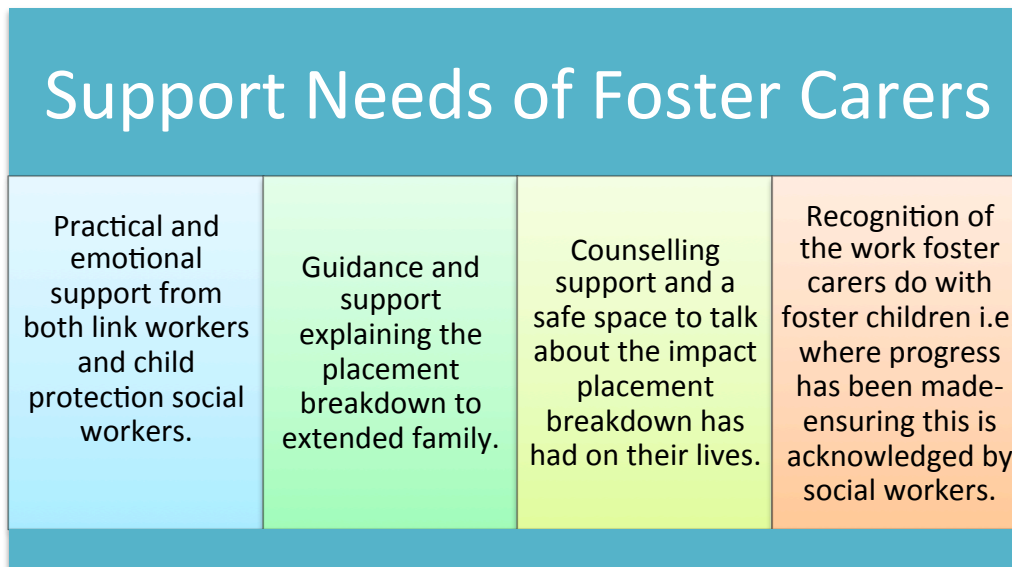 Support Needs of Foster Carers
Practical and
emotional
support from
both link workers
and child
protection social
workers.
Guidance and
support
explaining the
placement
breakdown to
extended family.
Counselling
support and a
safe space to talk
about the impact
placement
breakdown has
had on their lives.
Recognition of
the work foster
carers do with
foster children i.e
where progress
has been made-
ensuring this is
acknowledged by
social workers.